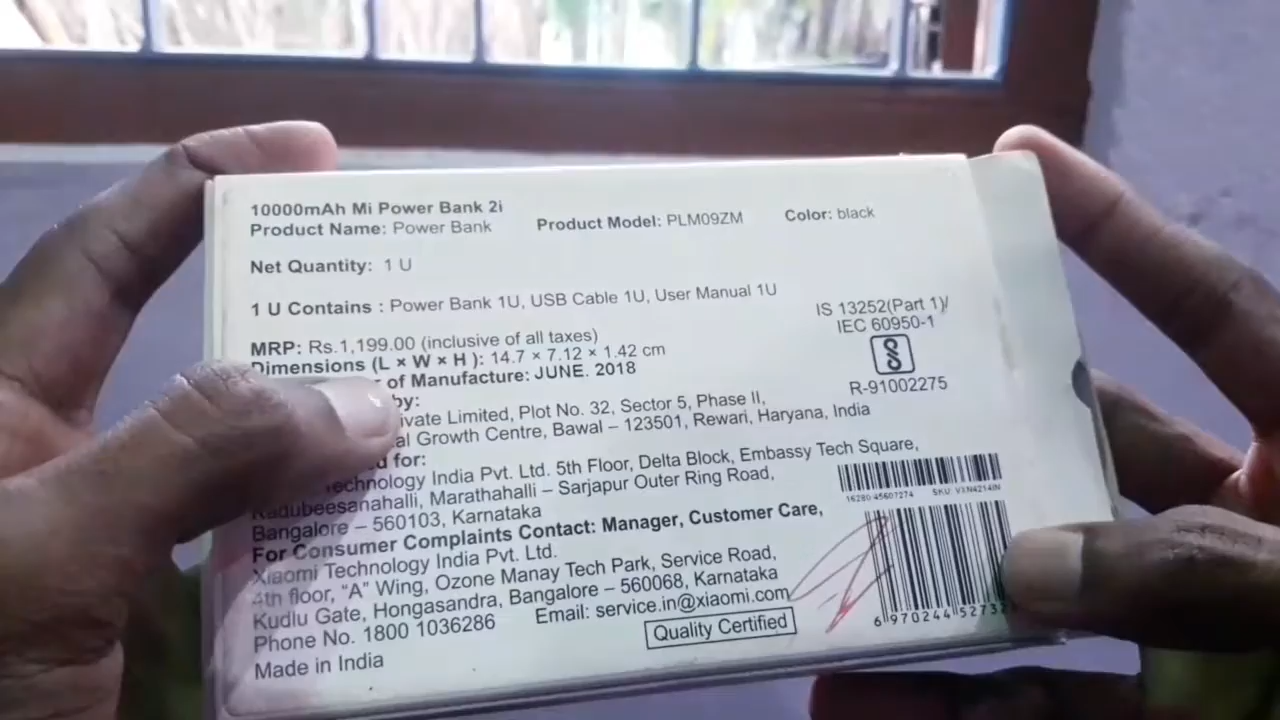 10000mAh Mi Power Bank 2i
Product Name: Power Bank
Product Model: PLM09ZM
Color: black
Net Quantity: 1 U
1 U Contains : Power Bank 1U, USB Cable 1U, User Manual 1U
MRP: Rs.1,199.00 (inclusive of all taxes)
Dimensions (L × W × H ): 14.7 × 7.12 × 1.42 cm
of Manufacture: JUNE. 2018
by:
Limited, Plot No. 32, Sector 5, Phase II,
Growth Centre, Bawal – 123501, Rewari, Haryana, India
for:
Technology India Pvt. Ltd. 5th Floor, Delta Block, Embassy Tech Square,
Kadubeesanahalli, Marathahalli – Sarjapur Outer Ring Road,
Bangalore – 560103, Karnataka
For Consumer Complaints Contact: Manager, Customer Care,
Xiaomi Technology India Pvt. Ltd.
4th floor, “A” Wing, Ozone Manay Tech Park, Service Road,
Kudlu Gate, Hongasandra, Bangalore – 560068, Karnataka
Phone No. 1800 1036286
Email: service.in@xiaomi.com
Quality Certified
Made in India
IS 13252(Part 1)/
IEC 60950-1
R-91002275
16280/45607274
SKU: VXN4214IN
6 970244 52732